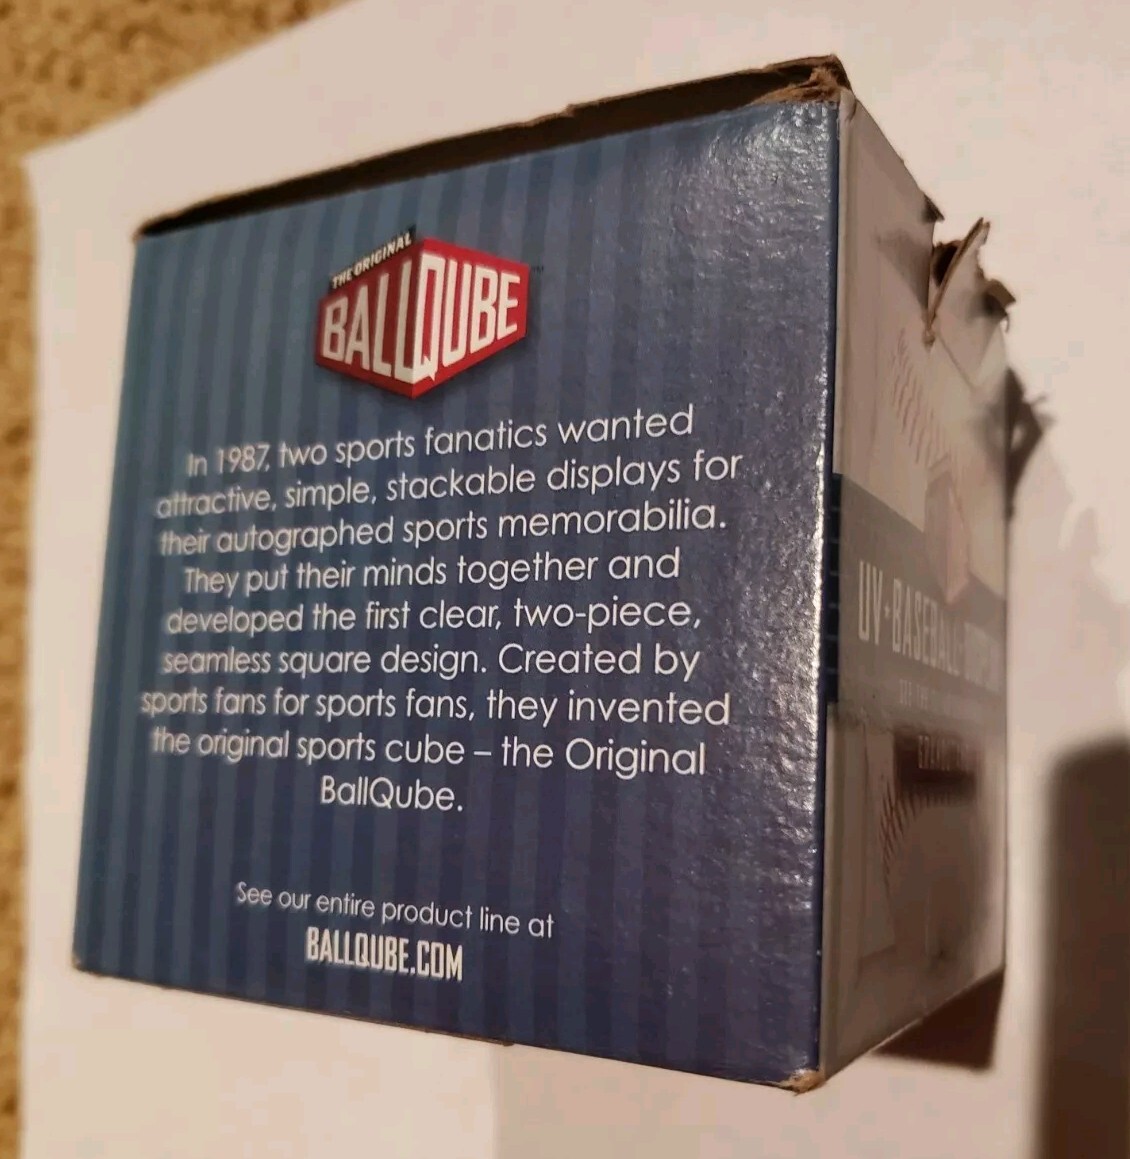 THE ORIGINAL
BALLQUBE
In 1987, two sports fanatics wanted
attractive, simple, stackable displays for
their autographed sports memorabilia.
They put their minds together and
developed the first clear, two-piece,
seamless square design. Created by
sports fans for sports fans, they invented
the original sports cube – the Original
BallQube.
See our entire product line at
BALLQUBE.COM
UV•BASEBALL